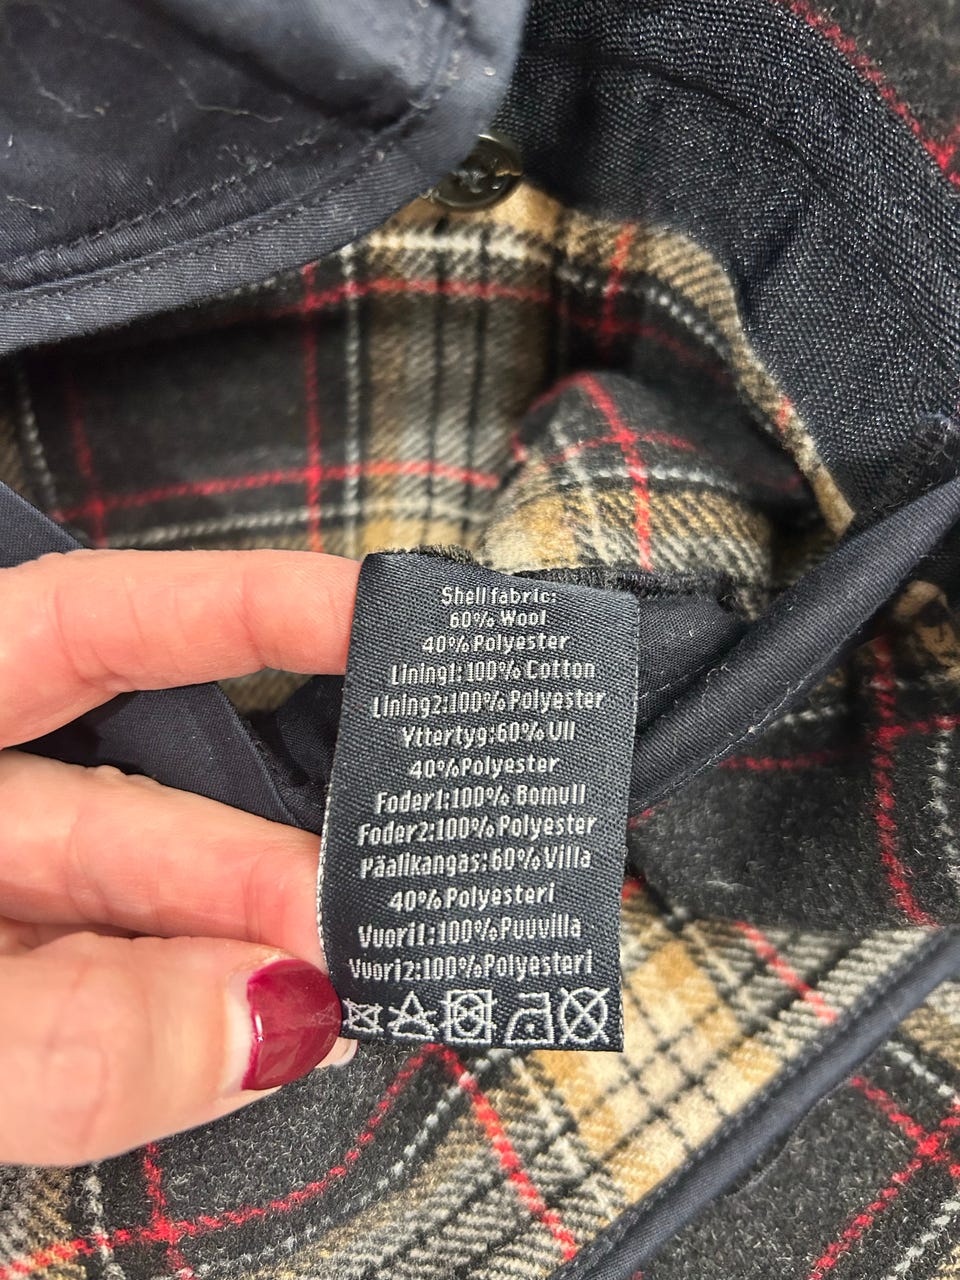 Shell fabric:
60% Wool
40% Polyester
Lining1: 100% Cotton
Lining2:100% Polyester
Yttertyg:60% Ull
40%Polyester
Foder1:100% Bomull
Foder2:100% Polyester
Päälikangas:60%Villa
40% Polyesteri
Vuori1:100%Puuvilla
Vuori2:100%Polyesteri